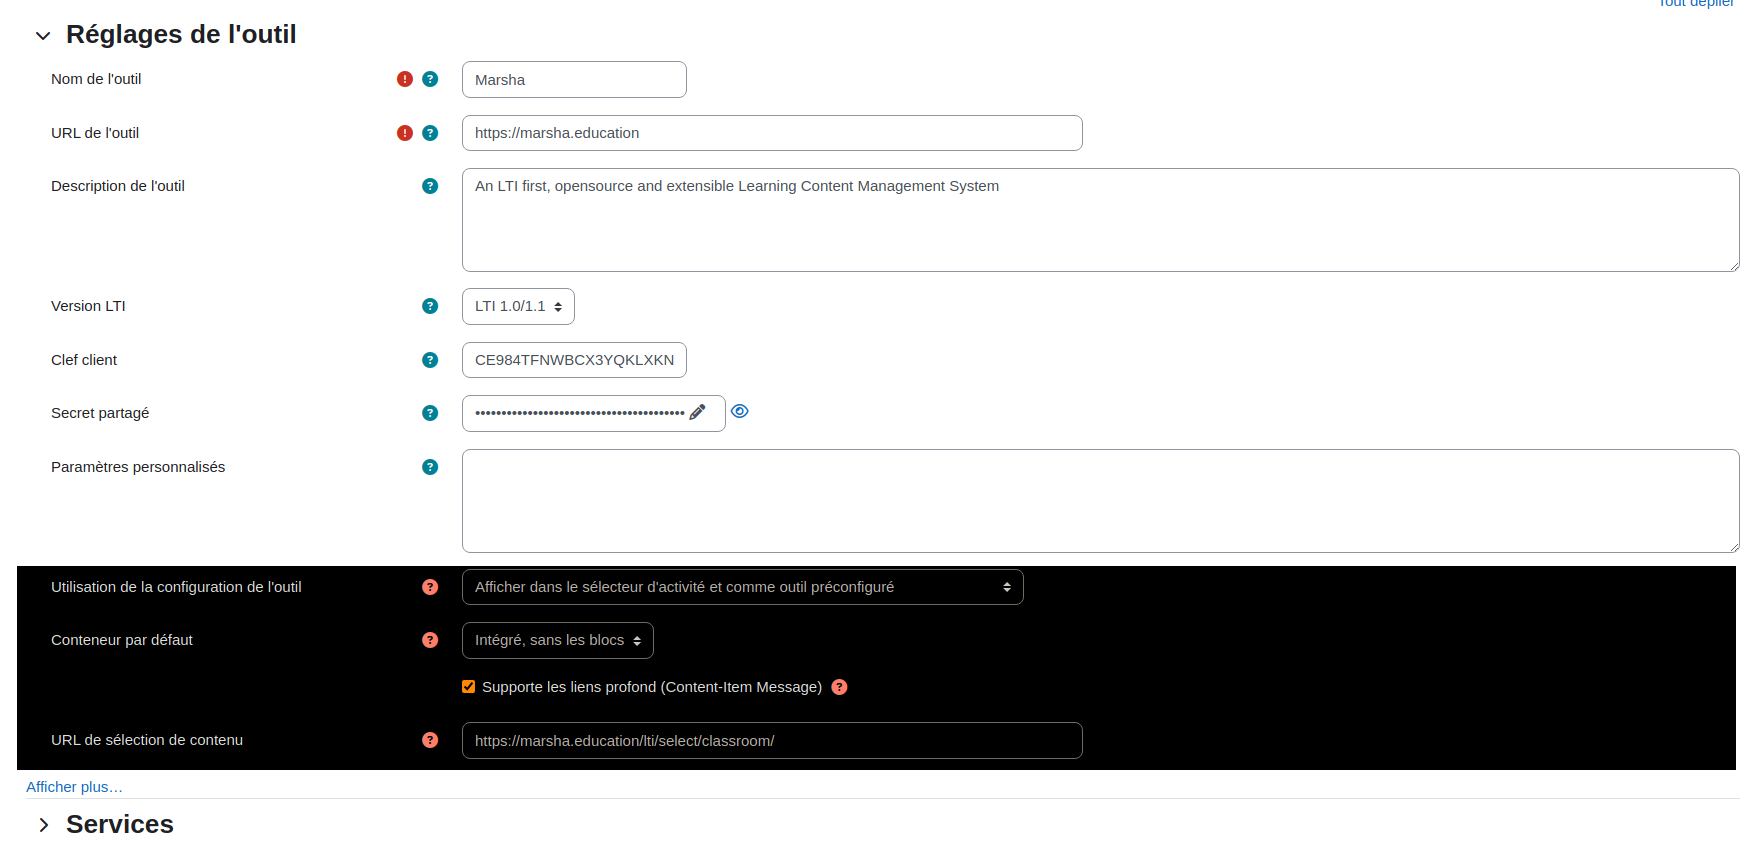 Tout déplier
Réglages de l'outil
Nom de l'outil
Marsha
URL de l'outil
https://marsha.education
Description de l'outil
An LTI first, opensource and extensible Learning Content Management System
Version LTI
LTI 1.0/1.1
Clef client
CE984TFNWBCX3YQKLXKN
Secret partagé
••••••••••••••••••••••••••••••••••••••••
Paramètres personnalisés
Utilisation de la configuration de l'outil
Afficher dans le sélecteur d'activité et comme outil préconfiguré
Conteneur par défaut
Intégré, sans les blocs
Supporte les liens profond (Content-Item Message)
URL de sélection de contenu
https://marsha.education/lti/select/classroom/
Afficher plus…
Services